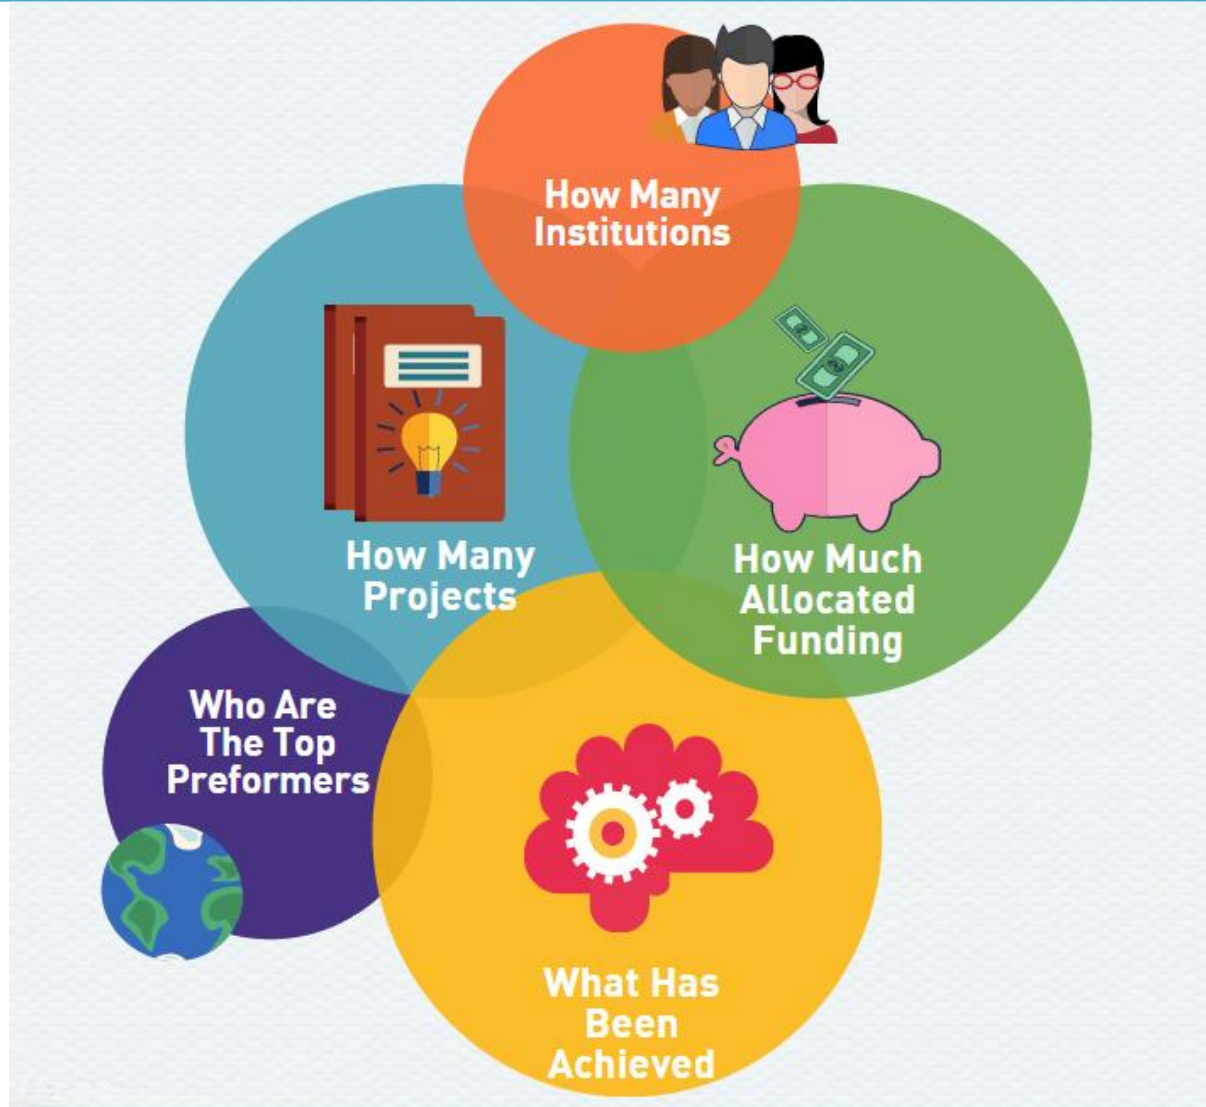 How Many
Institutions
How Many
Projects
How Much
Allocated
Funding
Who Are
The Top
Preformers
What Has
Been
Achieved